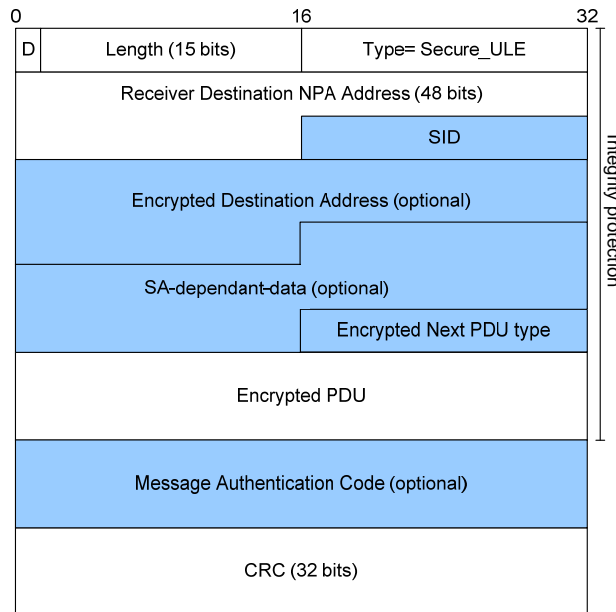 0 16 32
D Length (15 bits) Type= Secure_ULE
Receiver Destination NPA Address (48 bits)
SID
Encrypted Destination Address (optional)
SA-dependant-data (optional)
Encrypted Next PDU type
Encrypted PDU
Message Authentication Code (optional)
CRC (32 bits)
Integrity protection